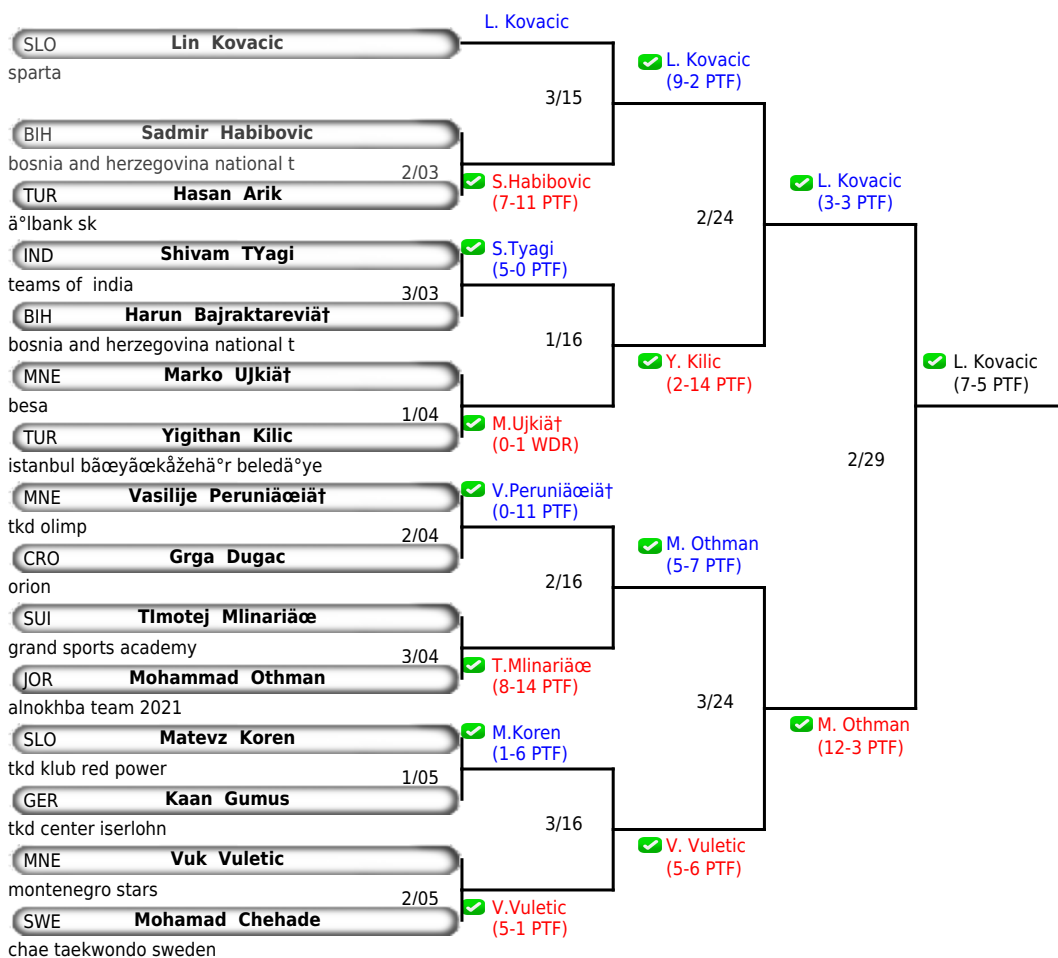 L. Kovacic
SLO Lin Kovacic
sparta
L. Kovacic
(9-2 PTF)
3/15
BIH Sadmir Habibovic
bosnia and herzegovina national t
2/03
TUR Hasan Arik
ä°lbank sk
S.Habibovic
(7-11 PTF)
L. Kovacic
(3-3 PTF)
2/24
IND Shivam TYagi
teams of india
S.Tyagi
(5-0 PTF)
3/03
BIH Harun Bajraktareviä†
bosnia and herzegovina national t
1/16
MNE Marko UJkiä†
besa
Y. Kilic
(2-14 PTF)
L. Kovacic
(7-5 PTF)
1/04
TUR Yigithan Kilic
istanbul bãœyãœkåžehä°r beledä°ye
M.Ujkiä†
(0-1 WDR)
2/29
MNE Vasilije Peruniäœiä†
tkd olimp
V.Peruniäœiä†
(0-11 PTF)
2/04
CRO Grga Dugac
orion
M. Othman
(5-7 PTF)
2/16
SUI TImotej Mlinariäœ
grand sports academy
3/04
JOR Mohammad Othman
alnokhba team 2021
T.Mlinariäœ
(8-14 PTF)
3/24
M. Othman
(12-3 PTF)
SLO Matevz Koren
tkd klub red power
M.Koren
(1-6 PTF)
1/05
GER Kaan Gumus
tkd center iserlohn
3/16
MNE Vuk Vuletic
montenegro stars
V. Vuletic
(5-6 PTF)
2/05
SWE Mohamad Chehade
chae taekwondo sweden
V.Vuletic
(5-1 PTF)